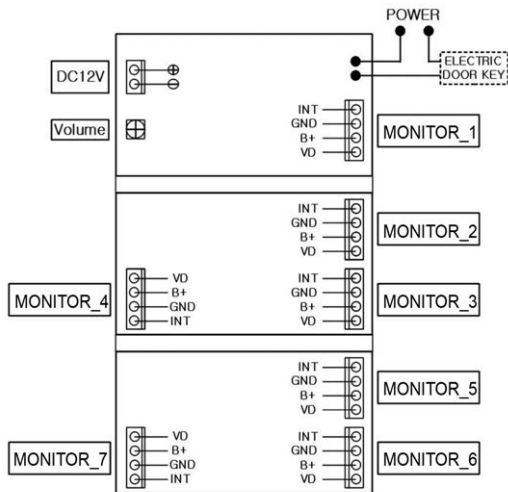 POWER
ELECTRIC
DOOR KEY
DC12V
Volume
INT
GND
B+
VD
MONITOR_1
INT
GND
B+
VD
MONITOR_2
MONITOR_4
VD
B+
GND
INT
INT
GND
B+
VD
MONITOR_3
INT
GND
B+
VD
MONITOR_5
MONITOR_7
VD
B+
GND
INT
INT
GND
B+
VD
MONITOR_6